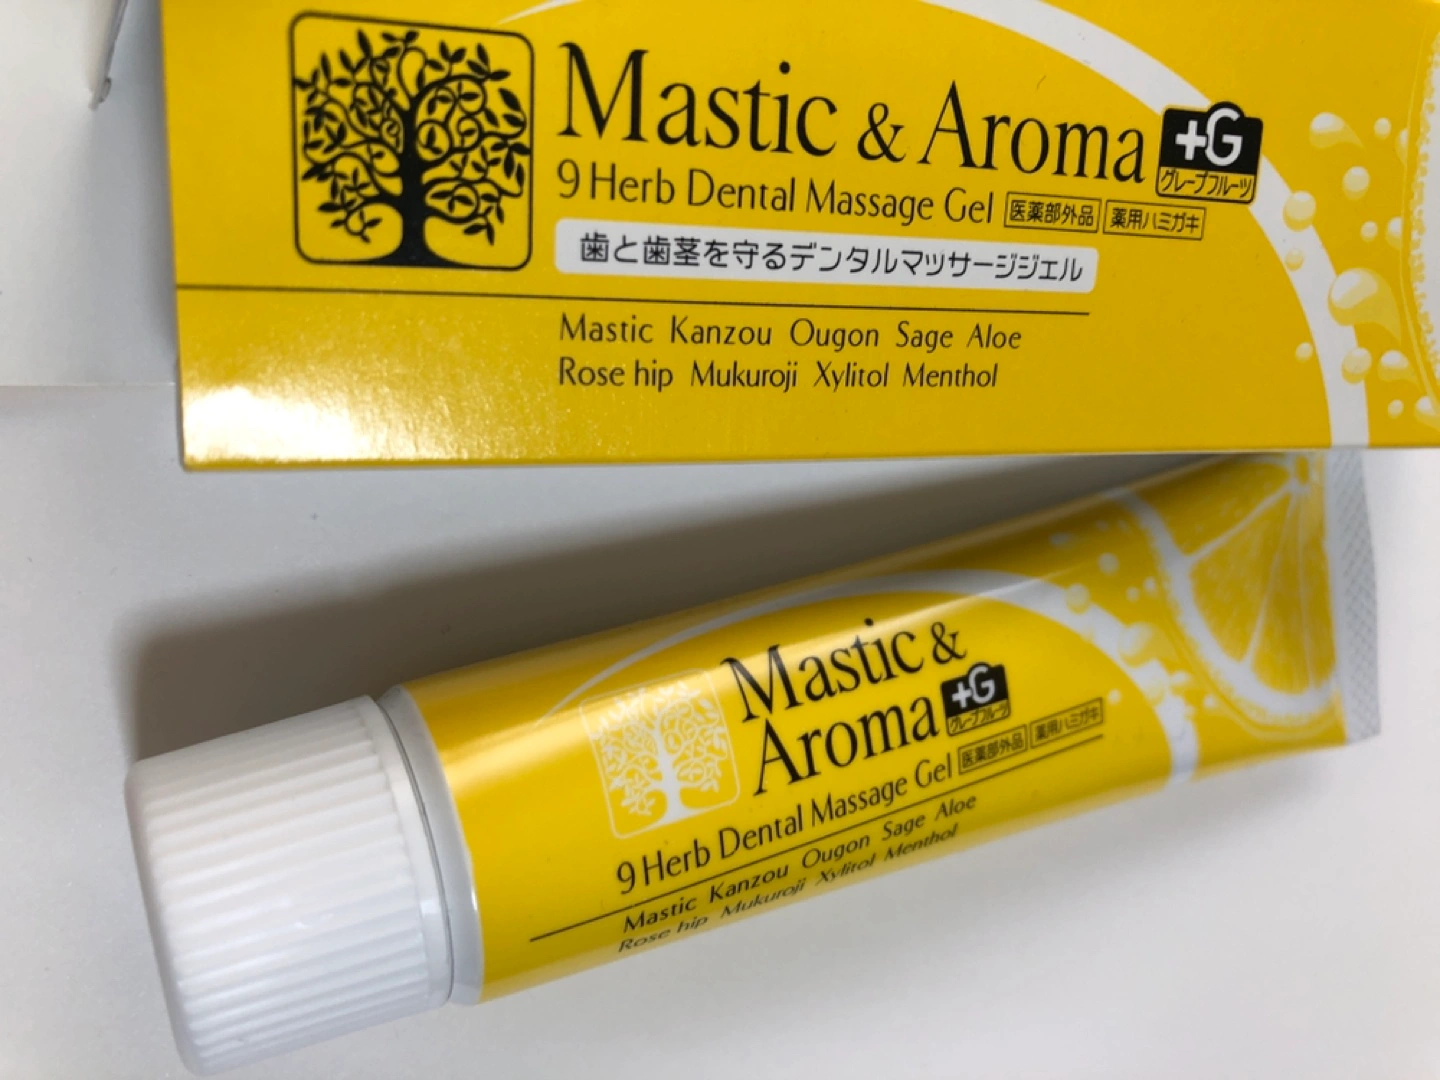 Mastic & Aroma +G
グレープフルーツ
9 Herb Dental Massage Gel 医薬部外品 薬用ハミガキ
歯と歯茎を守るデンタルマッサージジェル
Mastic Kanzou Ougon Sage Aloe
Rose hip Mukuroji Xylitol Menthol
Mastic &
Aroma +G
グレープフルーツ
9 Herb Dental Massage Gel 医薬部外品 薬用ハミガキ
Mastic Kanzou Ougon Sage Aloe
Rose hip Mukuroji Xylitol Menthol